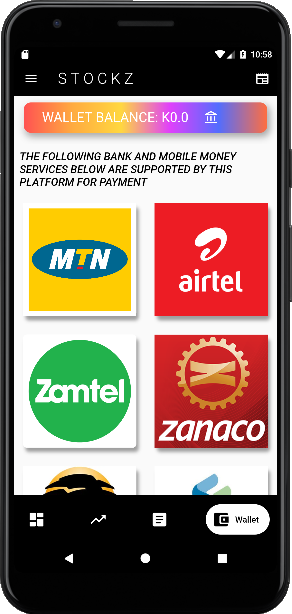 10:58
STOCKZ
WALLET BALANCE: K0.0
THE FOLLOWING BANK AND MOBILE MONEY
SERVICES BELOW ARE SUPPORTED BY THIS
PLATFORM FOR PAYMENT
MTN
airtel
Zamtel
zanaco
Wallet